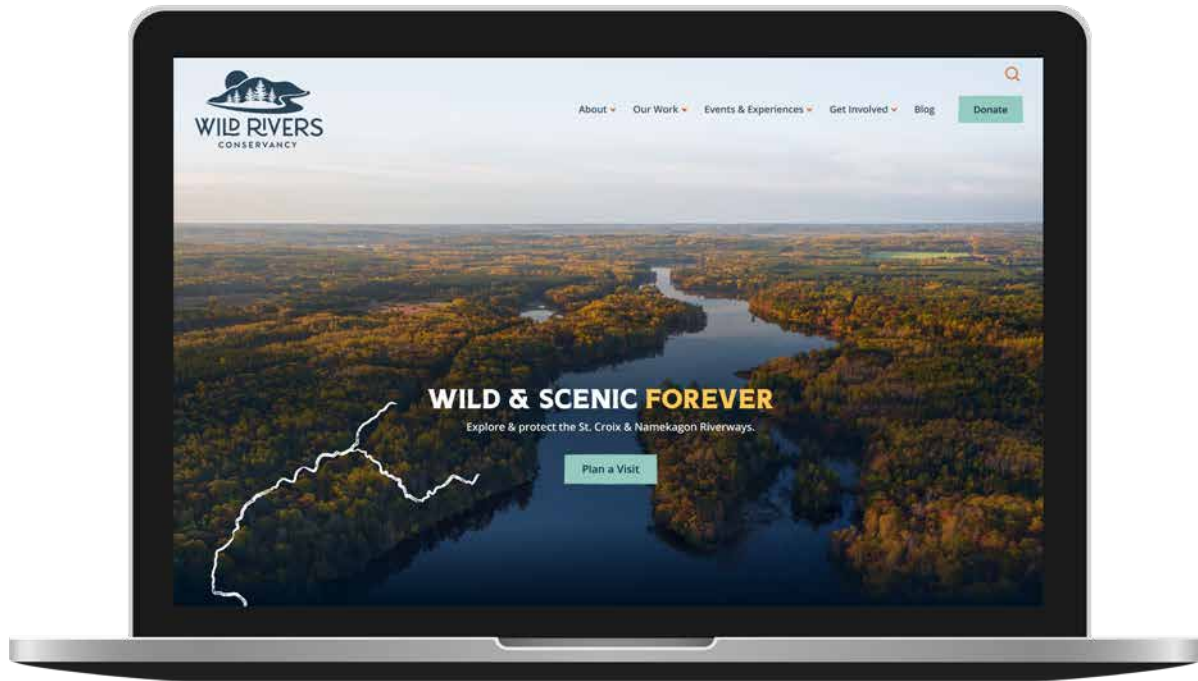 WILD RIVERS
CONSERVANCY
About
Our Work
Events & Experiences
Get Involved
Blog
Donate
WILD & SCENIC FOREVER
Explore & protect the St. Croix & Namekagon Riverways.
Plan a Visit